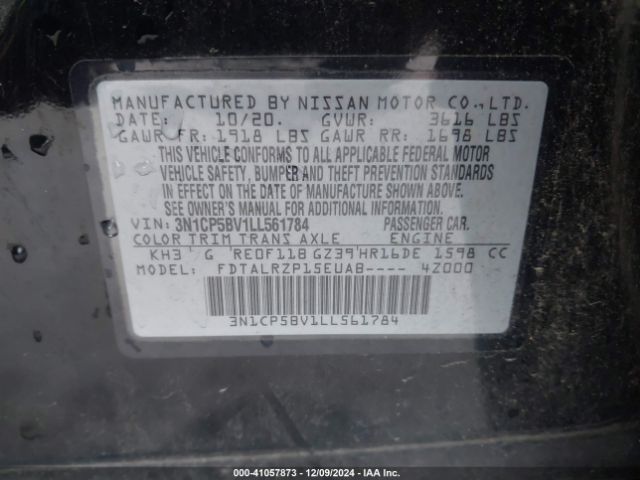 MANUFACTURED BY NISSAN MOTOR CO., LTD.
DATE: 10/20. GVWR: 3616 LBS
GAWR FR: 1918 LBS GAWR RR: 1698 LBS
THIS VEHICLE CONFORMS TO ALL APPLICABLE FEDERAL MOTOR
VEHICLE SAFETY, BUMPER AND THEFT PREVENTION STANDARDS
IN EFFECT ON THE DATE OF MANUFACTURE SHOWN ABOVE.
SEE OWNER'S MANUAL FOR ADDITIONAL INFORMATION.
VIN: 3N1CP5BV1LL561784 PASSENGER CAR.
COLOR TRIM TRANS AXLE ENGINE
KH3 G RE0F11B GZ39 HR16DE 1598 CC
FDTALRZP15EUAB---- 4Z000
3N1CP5BV1LL561784
000-41057873 | 12/09/2024 - IAA Inc.